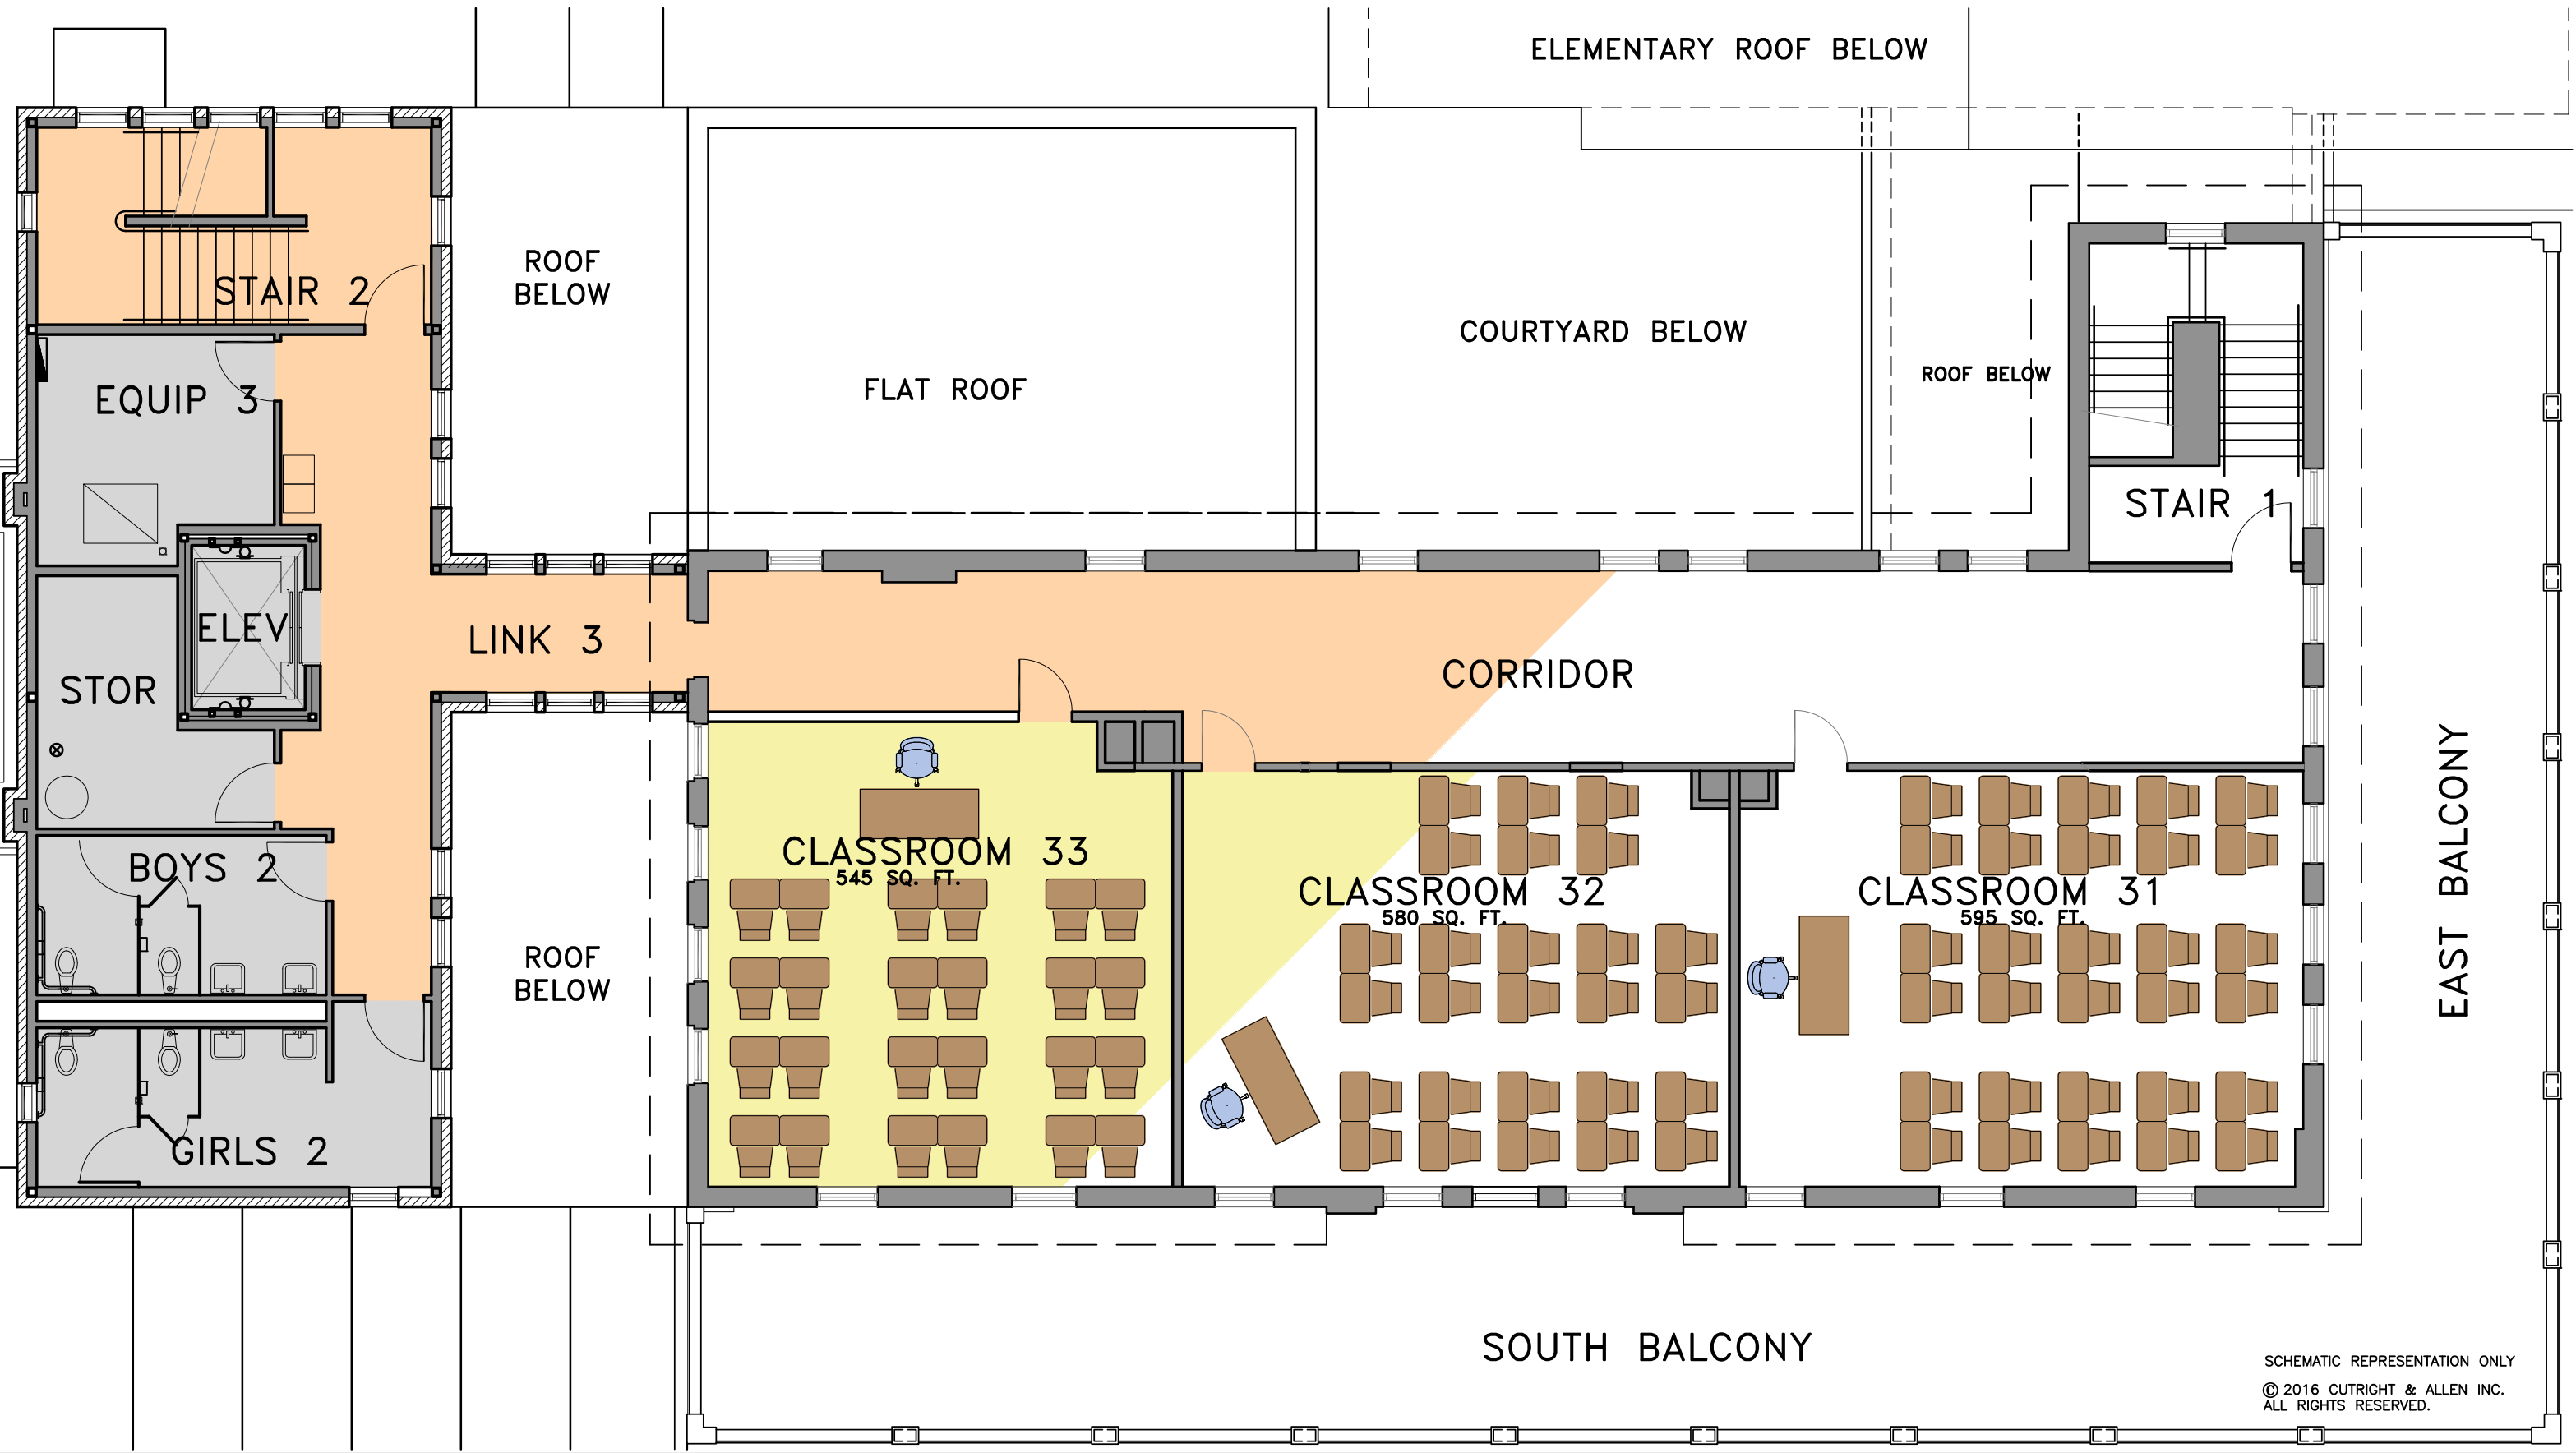 ELEMENTARY ROOF BELOW
ROOF
BELOW
STAIR 2
COURTYARD BELOW
ROOF BELOW
FLAT ROOF
EQUIP 3
STAIR 1
ELEV
LINK 3
CORRIDOR
STOR
CLASSROOM 33
545 SQ. FT.
BOYS 2
CLASSROOM 32
580 SQ. FT.
CLASSROOM 31
595 SQ. FT.
EAST BALCONY
ROOF
BELOW
GIRLS 2
SOUTH BALCONY
SCHEMATIC REPRESENTATION ONLY
© 2016 CUTRIGHT & ALLEN INC.
ALL RIGHTS RESERVED.